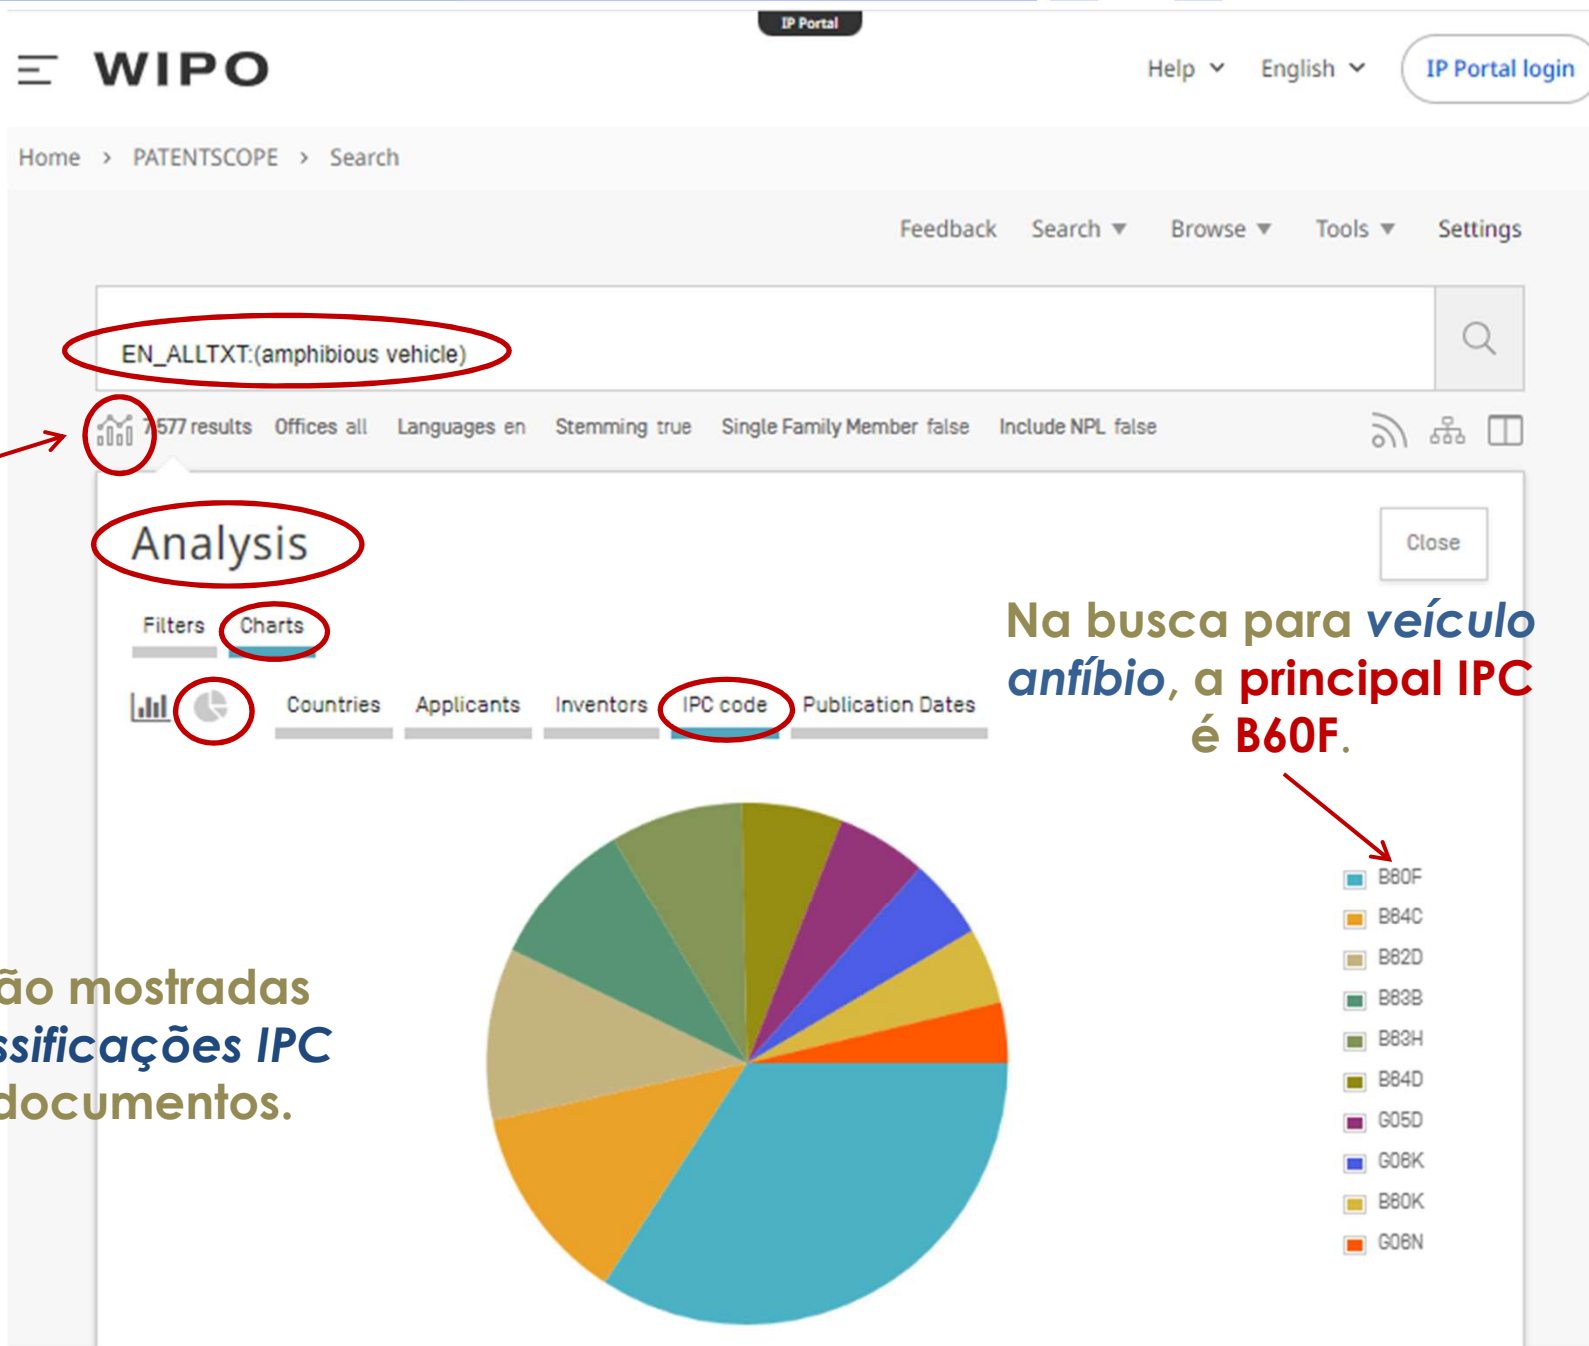 IP Portal
WIPO
Help
English
IP Portal login
Home > PATENTSCOPE > Search
Feedback Search Browse Tools Settings
EN_ALLTXT:(amphibious vehicle)
7577 results Offices all Languages en Stemming true Single Family Member false Include NPL false
Analysis
Close
Filters Charts
Na busca para veículo
anfíbio, a principal IPC
é B60F.
Countries Applicants Inventors IPC code Publication Dates
B60F
B64C
B62D
B63B
B63H
B64D
G05D
G06K
B60K
G06N
ão mostradas
ssificações IPC
documentos.